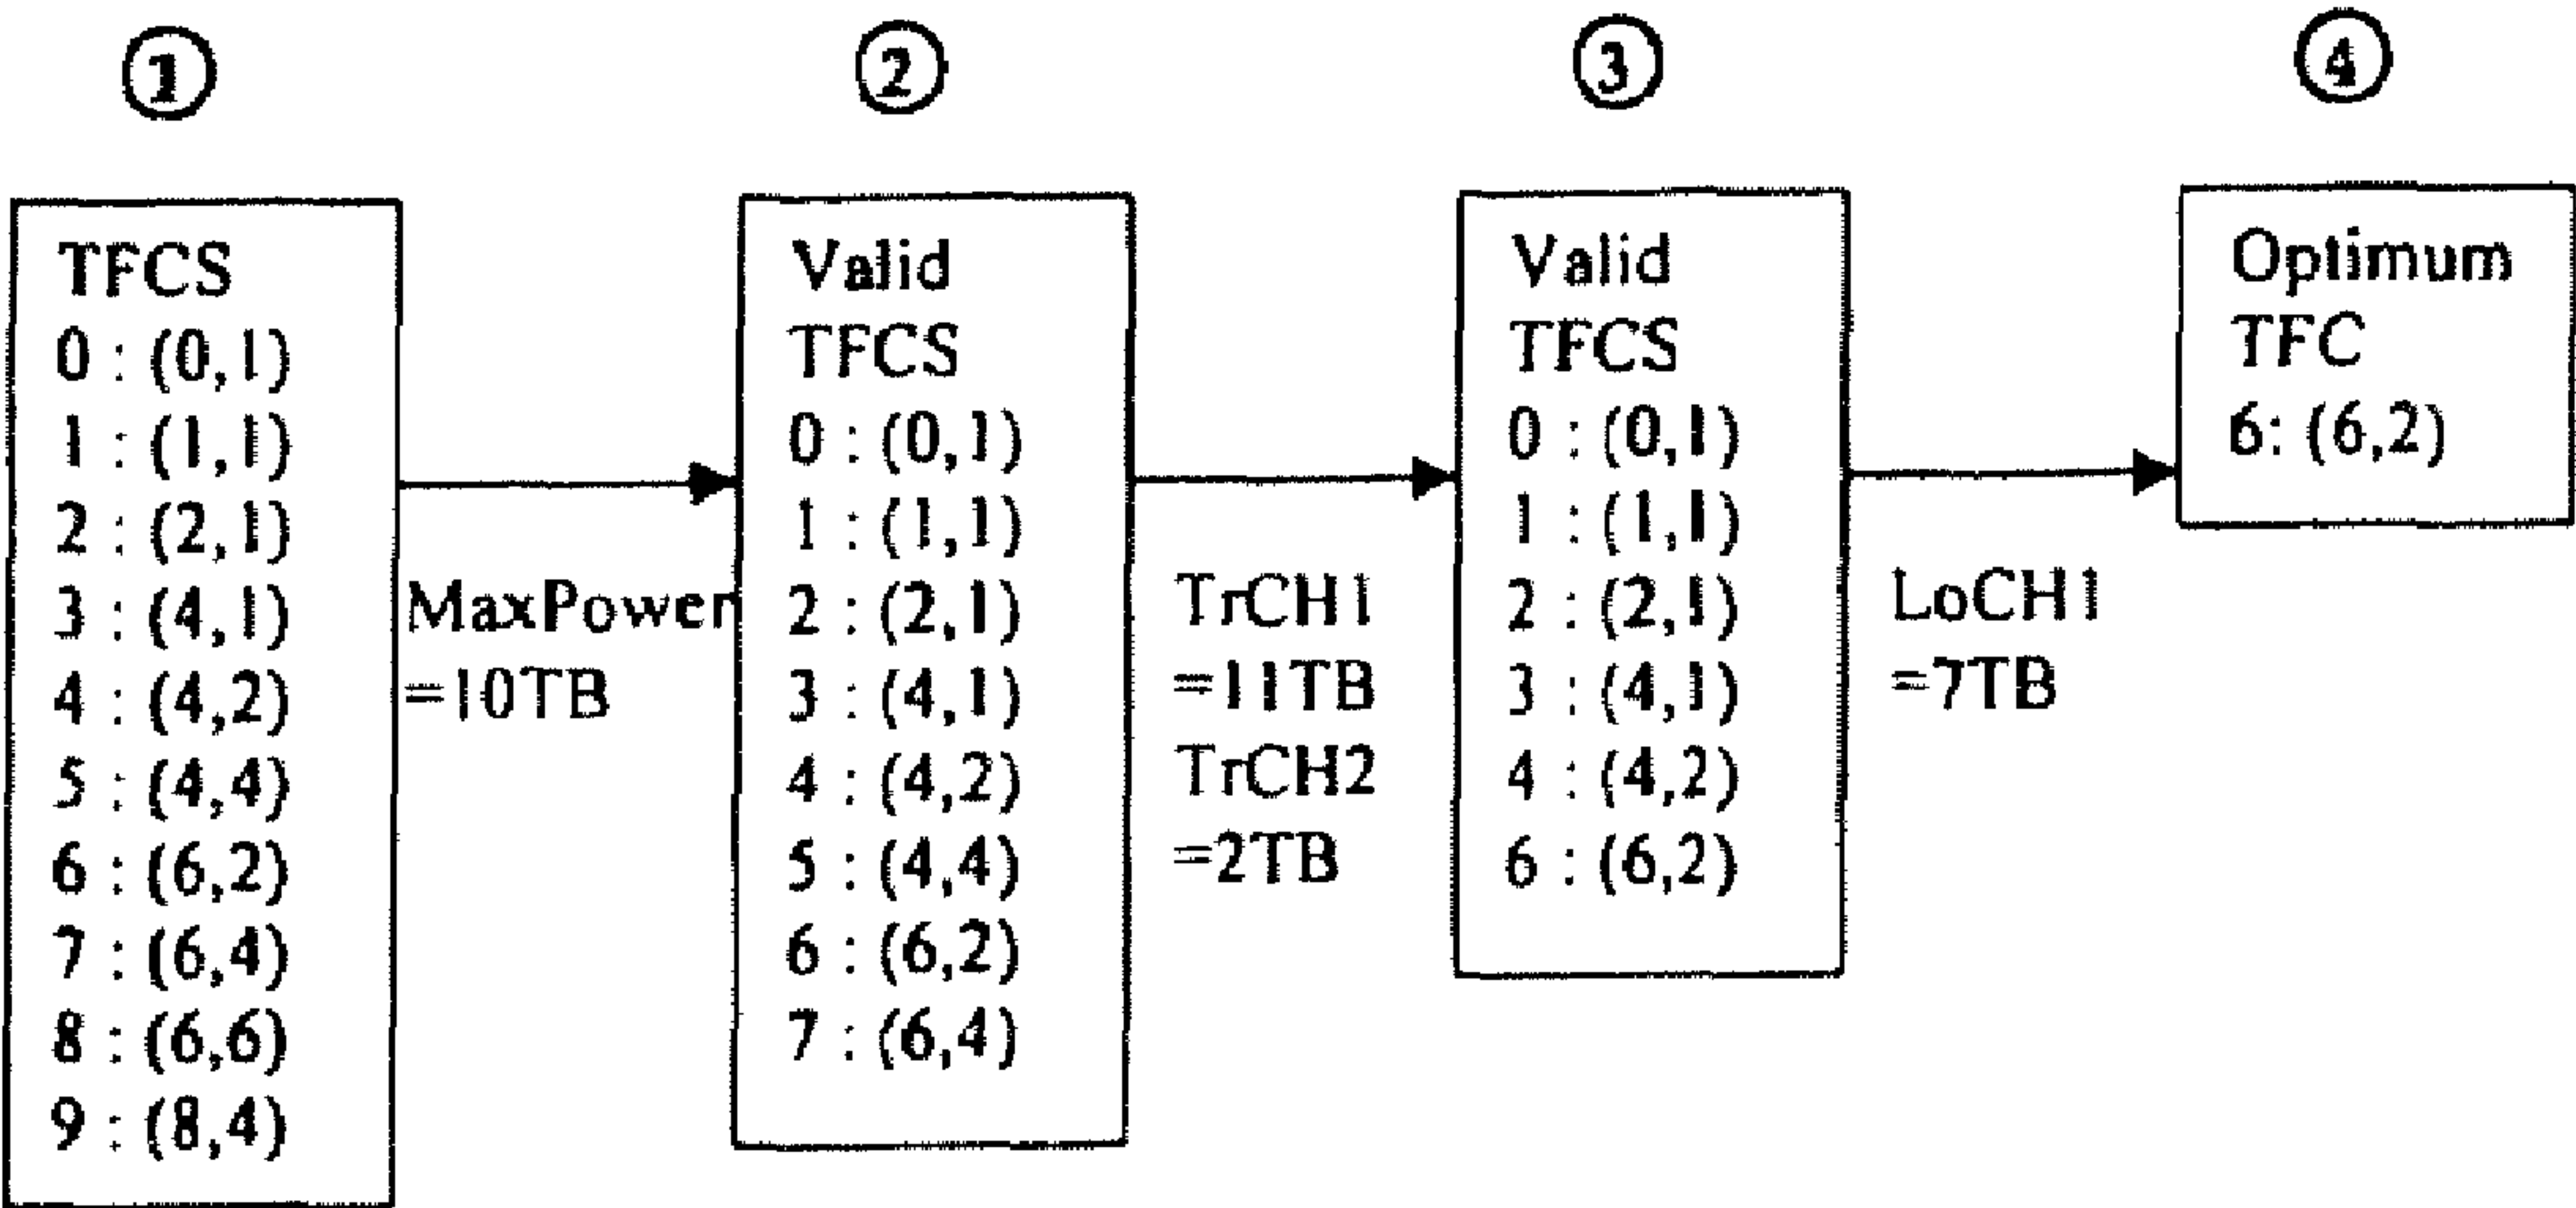 ①
②
③
④
TFCS
0 : (0,1)
1 : (1,1)
2 : (2,1)
3 : (4,1)
4 : (4,2)
5 : (4,4)
6 : (6,2)
7 : (6,4)
8 : (6,6)
9 : (8,4)
MaxPower
=10TB
Valid
TFCS
0 : (0,1)
1 : (1,1)
2 : (2,1)
3 : (4,1)
4 : (4,2)
5 : (4,4)
6 : (6,2)
7 : (6,4)
TrCH1
=11TB
TrCH2
=2TB
Valid
TFCS
0 : (0,1)
1 : (1,1)
2 : (2,1)
3 : (4,1)
4 : (4,2)
6 : (6,2)
LoCH1
=7TB
Optimum
TFC
6: (6,2)